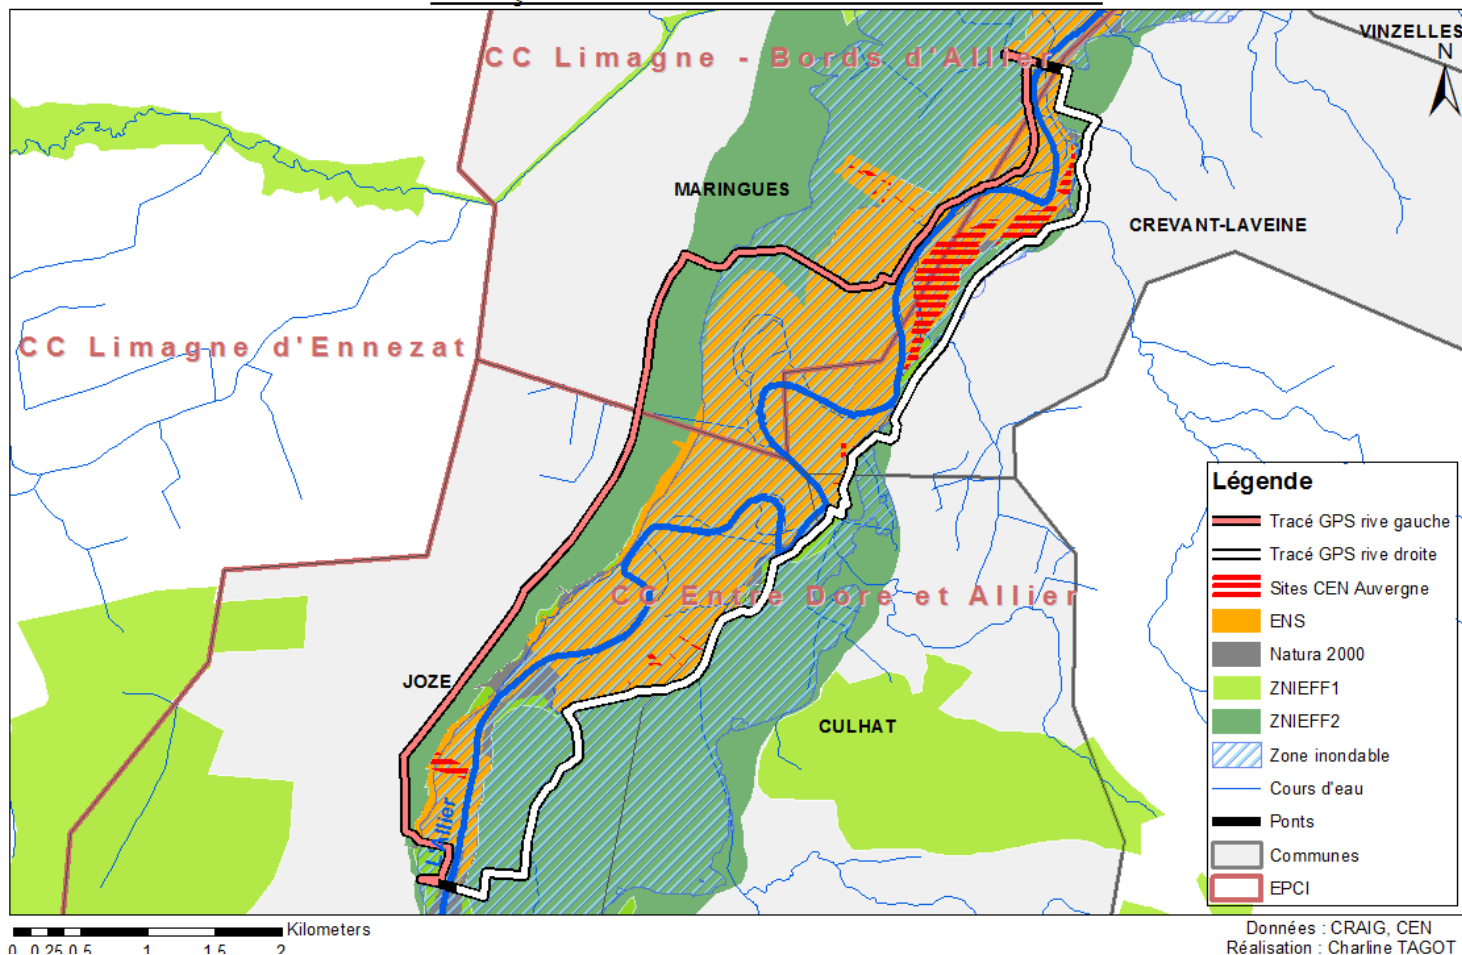 VINZELLES
N
CC Limagne - Bords d'Allier
MARINGUES
CREVANT-LAVEINE
CC Limagne d'Ennezat
CC Entre Dore et Allier
JOZE
CULHAT
L'Allier
Légende
Tracé GPS rive gauche
Tracé GPS rive droite
Sites CEN Auvergne
ENS
Natura 2000
ZNIEFF1
ZNIEFF2
Zone inondable
Cours d'eau
Ponts
Communes
EPCI
Kilometers
0 0,25 0,5 1 1,5 2
Données : CRAIG, CEN
Réalisation : Charline TAGOT